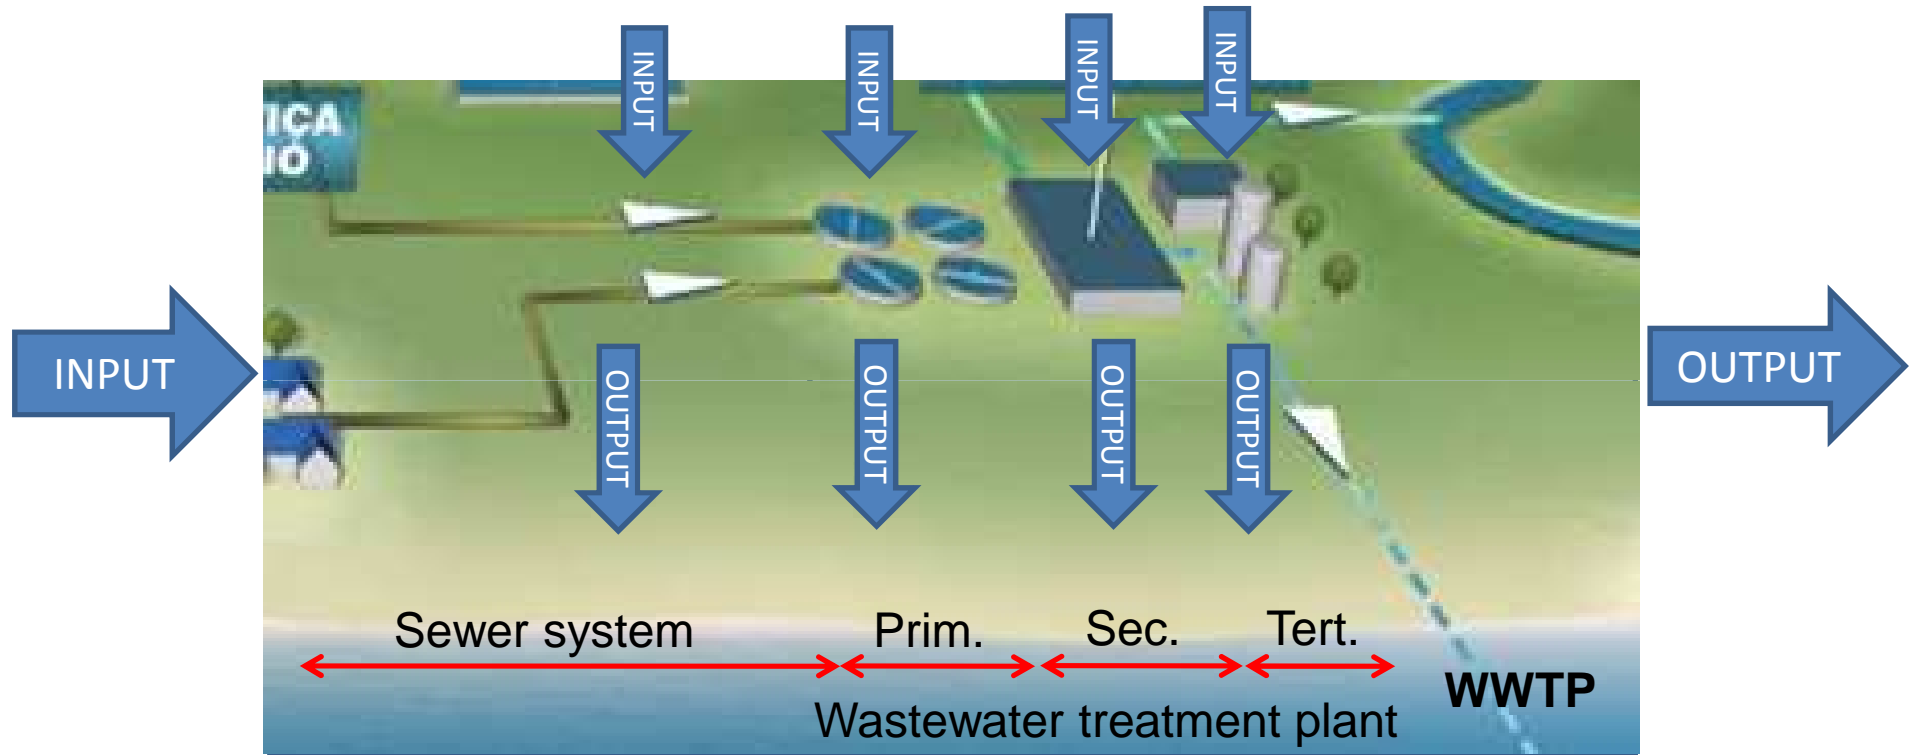 INPUT
INPUT
INPUT
INPUT
INPUT
OUTPUT
OUTPUT
OUTPUT
OUTPUT
OUTPUT
Sewer system
Prim.
Sec.
Tert.
WWTP
Wastewater treatment plant